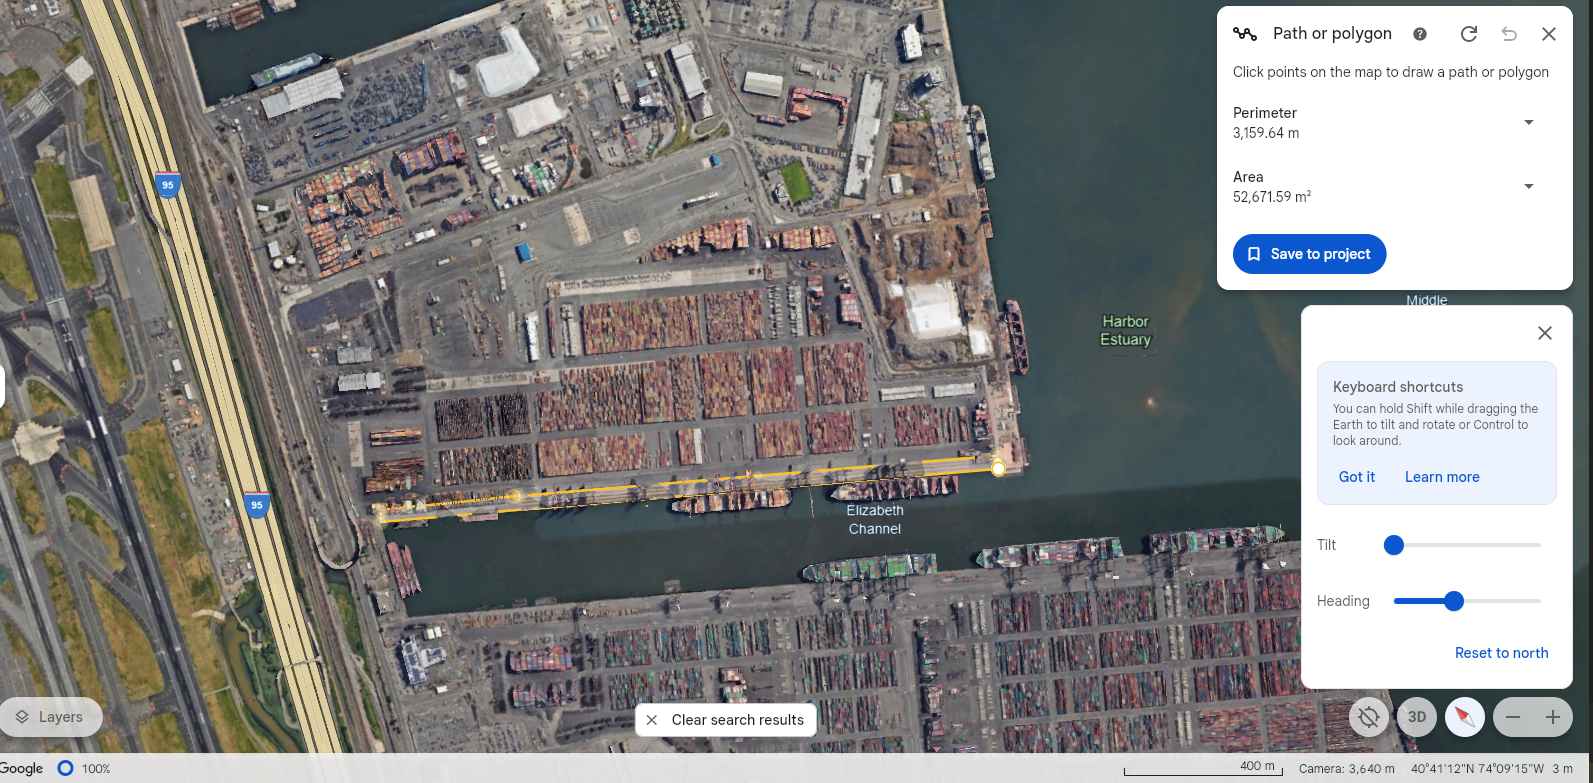 Path or polygon
Click points on the map to draw a path or polygon
Perimeter
3,159.64 m
Area
52,671.59 m²
Save to project
95
Middle
Harbor
Estuary
Keyboard shortcuts
You can hold Shift while dragging the
Earth to tilt and rotate or Control to
look around.
Got it Learn more
95
Elizabeth
Channel
Tilt
Heading
Reset to north
Layers
Clear search results
3D
Google 100%
400 m Camera: 3,640 m 40°41'12"N 74°09'15"W 3 m